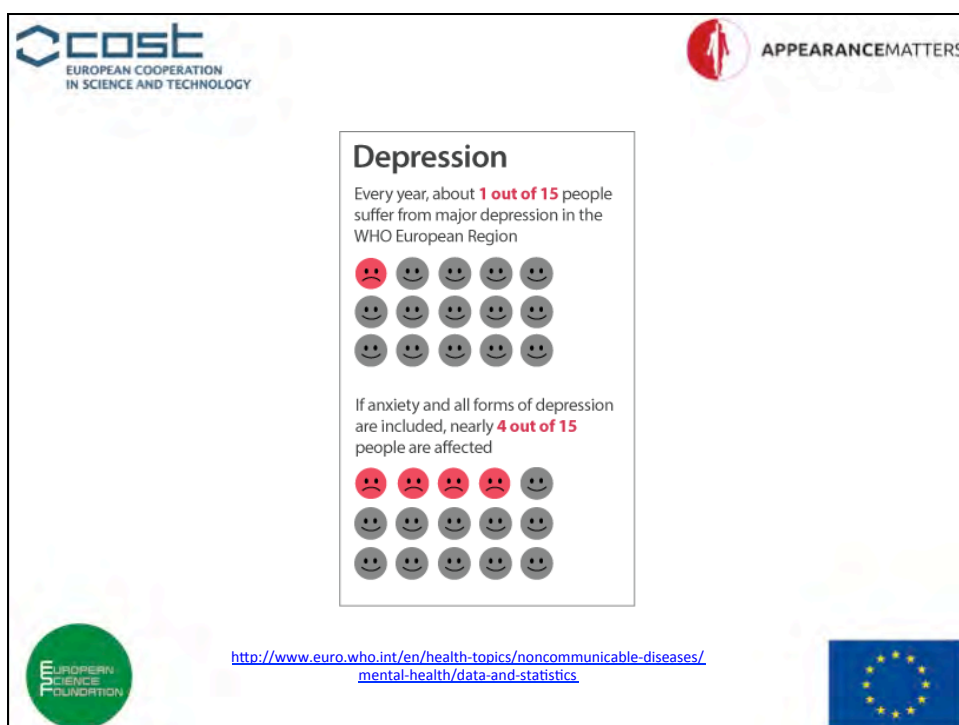 cost
EUROPEAN COOPERATION
IN SCIENCE AND TECHNOLOGY
APPEARANCEMATTERS
Depression
Every year, about 1 out of 15 people
suffer from major depression in the
WHO European Region
If anxiety and all forms of depression
are included, nearly 4 out of 15
people are affected
EUROPEAN
SCIENCE
FOUNDATION
http://www.euro.who.int/en/health-topics/noncommunicable-diseases/
mental-health/data-and-statistics